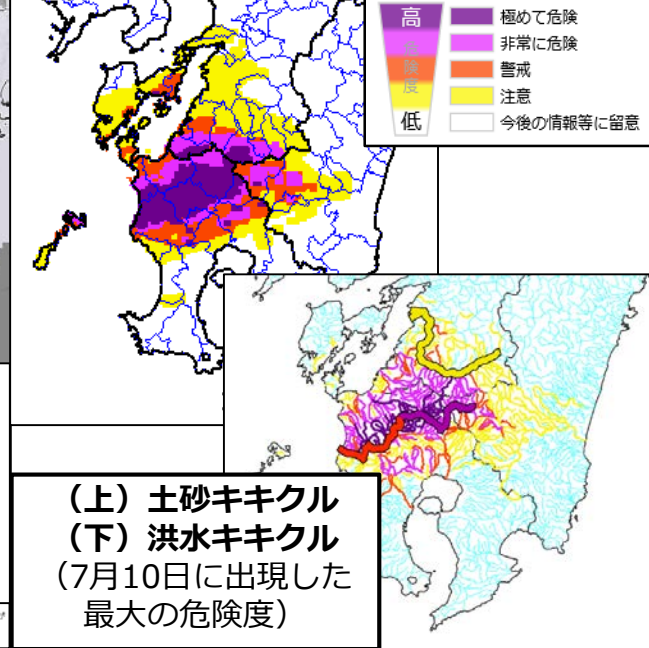 高
危険度
低
極めて危険
非常に危険
警戒
注意
今後の情報等に留意
（上）土砂キキクル
（下）洪水キキクル
（7月10日に出現した
最大の危険度）